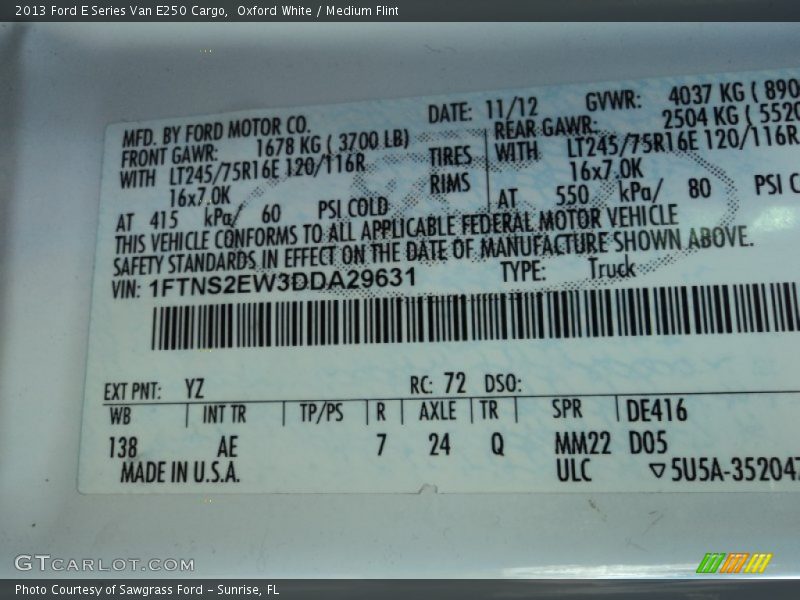 2013 Ford E Series Van E250 Cargo,  Oxford White / Medium Flint
MFD. BY FORD MOTOR CO. DATE: 11/12 GVWR: 4037 KG ( 890
FRONT GAWR: 1678 KG ( 3700 LB) REAR GAWR: 2504 KG ( 5520
WITH LT245/75R16E 120/116R TIRES WITH LT245/75R16E 120/116R
16x7.0K RIMS 16x7.0K
AT 415 kPa/ 60 PSI COLD AT 550 kPa/ 80 PSI C
THIS VEHICLE CONFORMS TO ALL APPLICABLE FEDERAL MOTOR VEHICLE
SAFETY STANDARDS IN EFFECT ON THE DATE OF MANUFACTURE SHOWN ABOVE.
VIN: 1FTNS2EW3DDA29631 TYPE: Truck
EXT PNT: YZ RC: 72 DSO:
WB INT TR TP/PS R AXLE TR SPR DE416
138 AE 7 24 Q MM22 D05
MADE IN U.S.A. ULC ▽5U5A-352047
GTCARLOT.COM
Photo Courtesy of Sawgrass Ford - Sunrise, FL